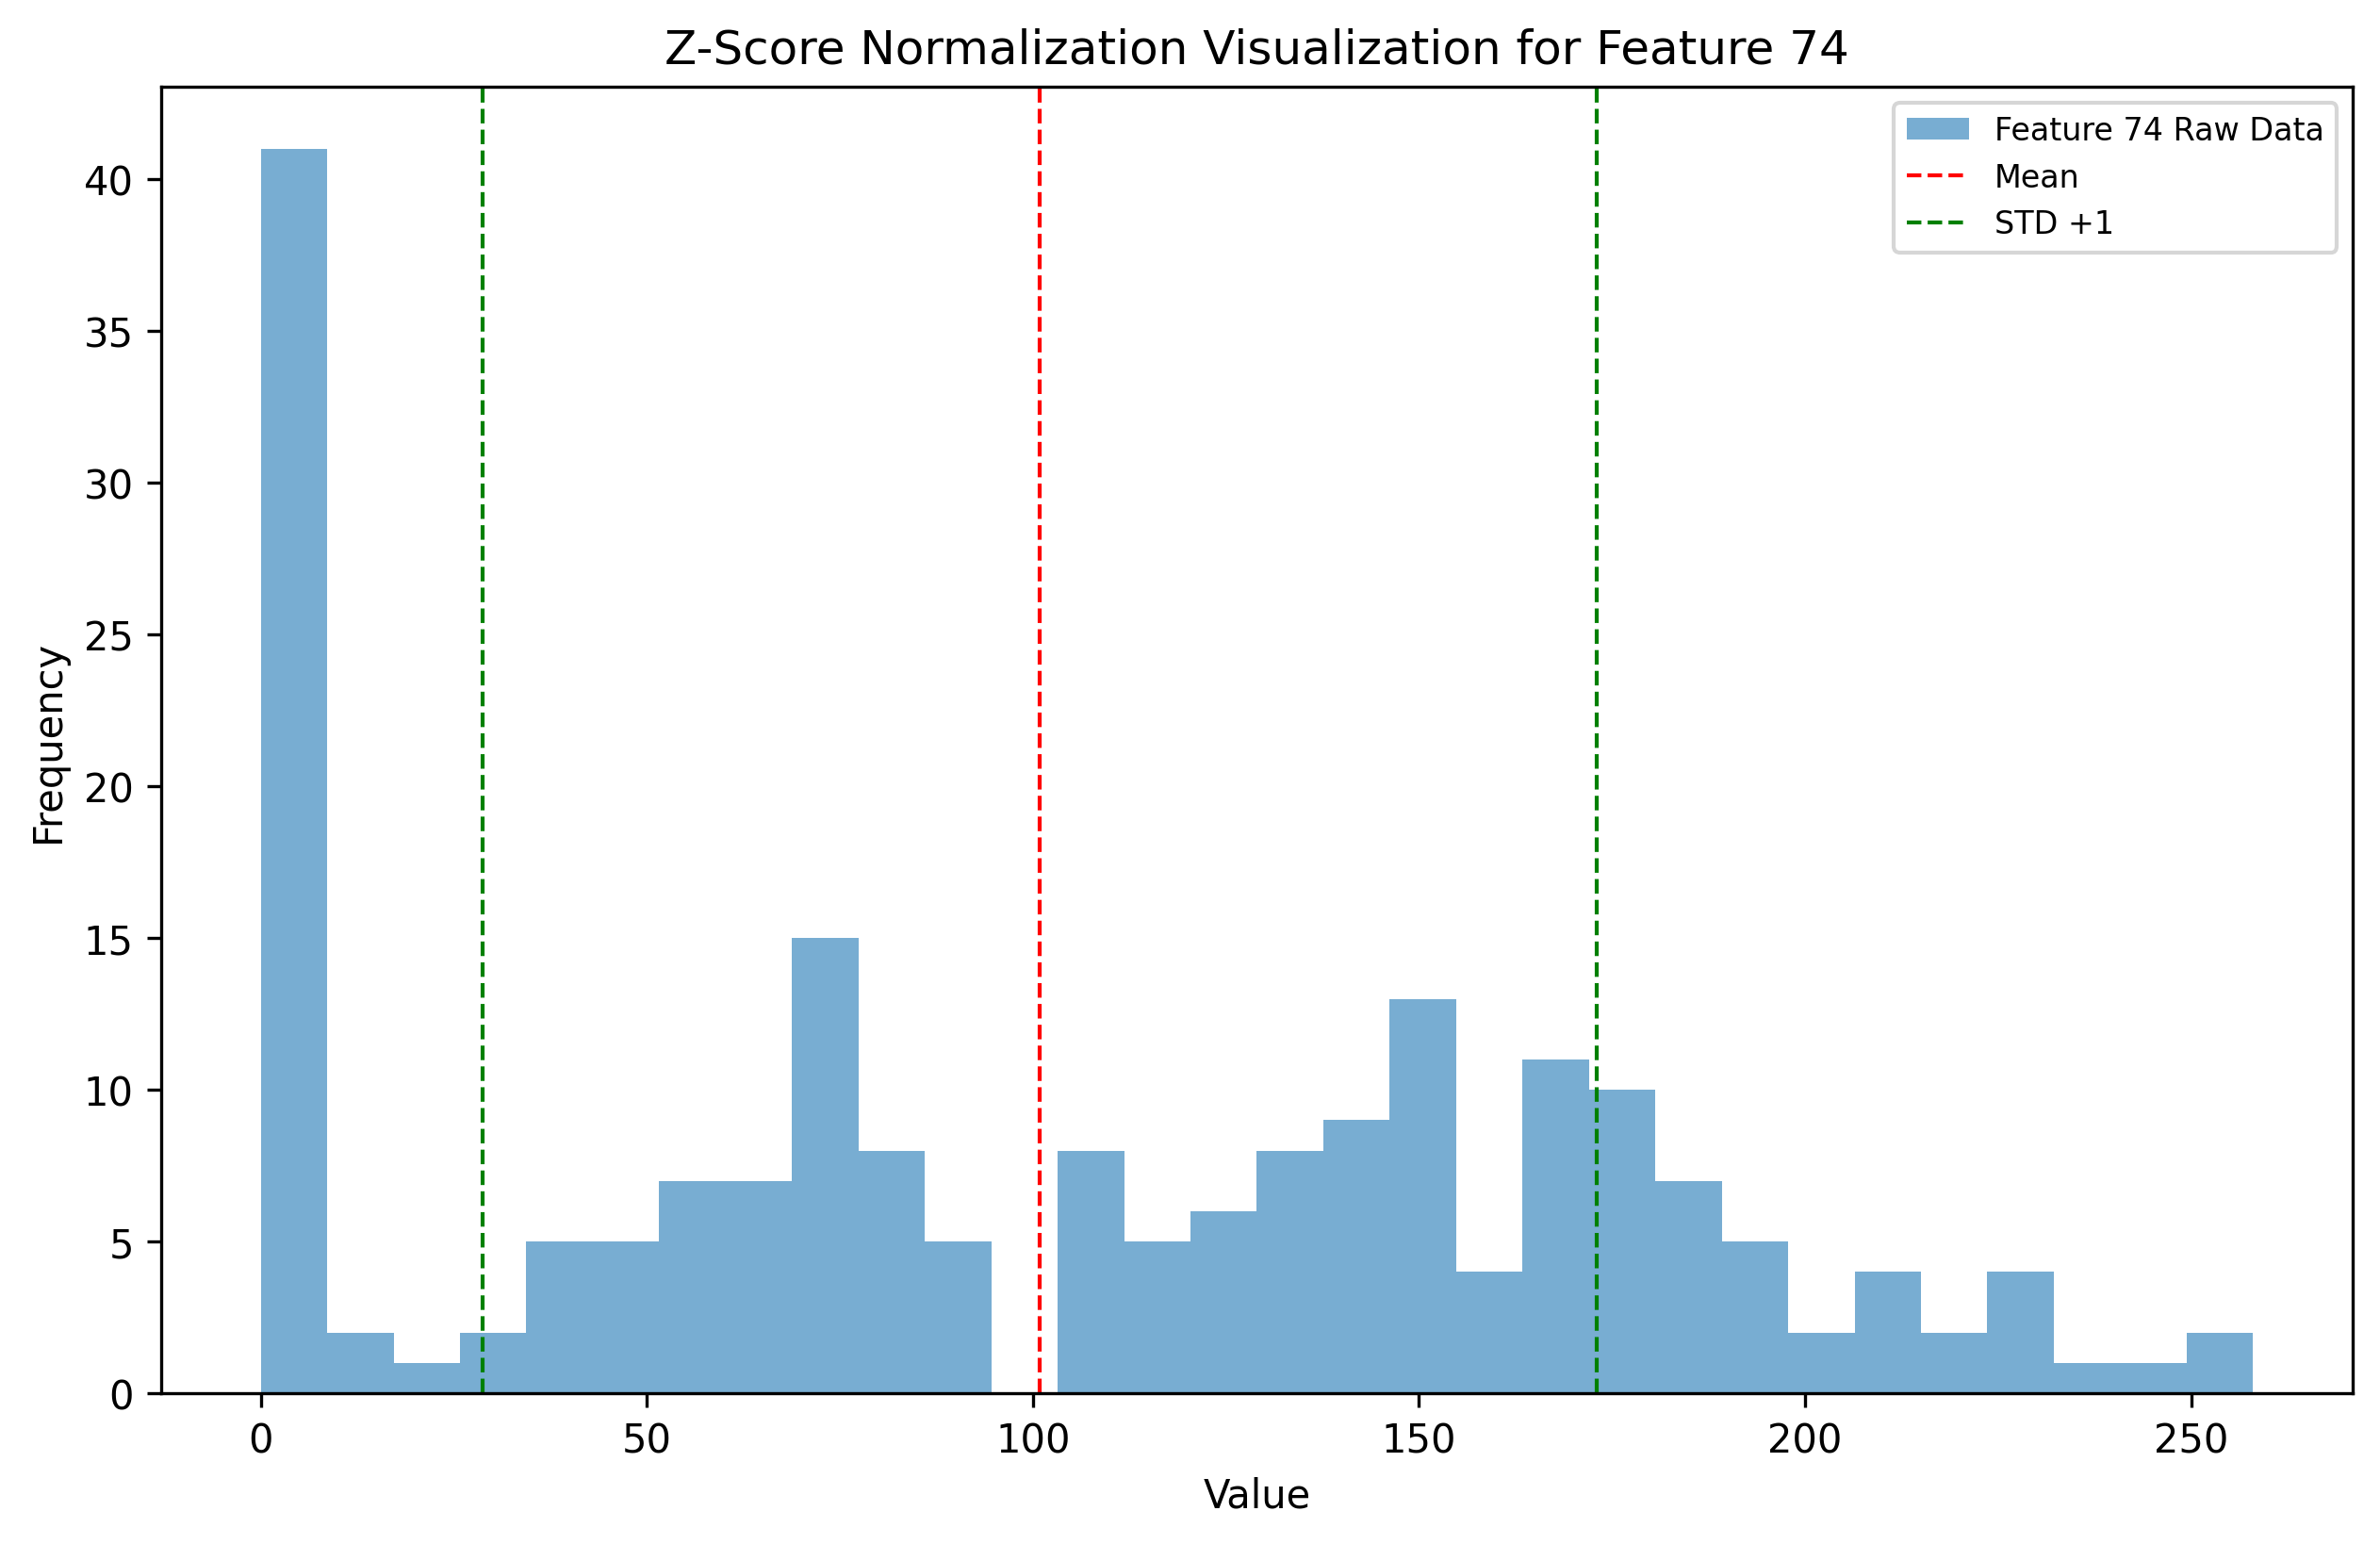 Z-Score Normalization Visualization for Feature 74
Feature 74 Raw Data
Mean
STD +1
40
35
30
25
20
15
10
5
0
Frequency
0 50 100 150 200 250
Value